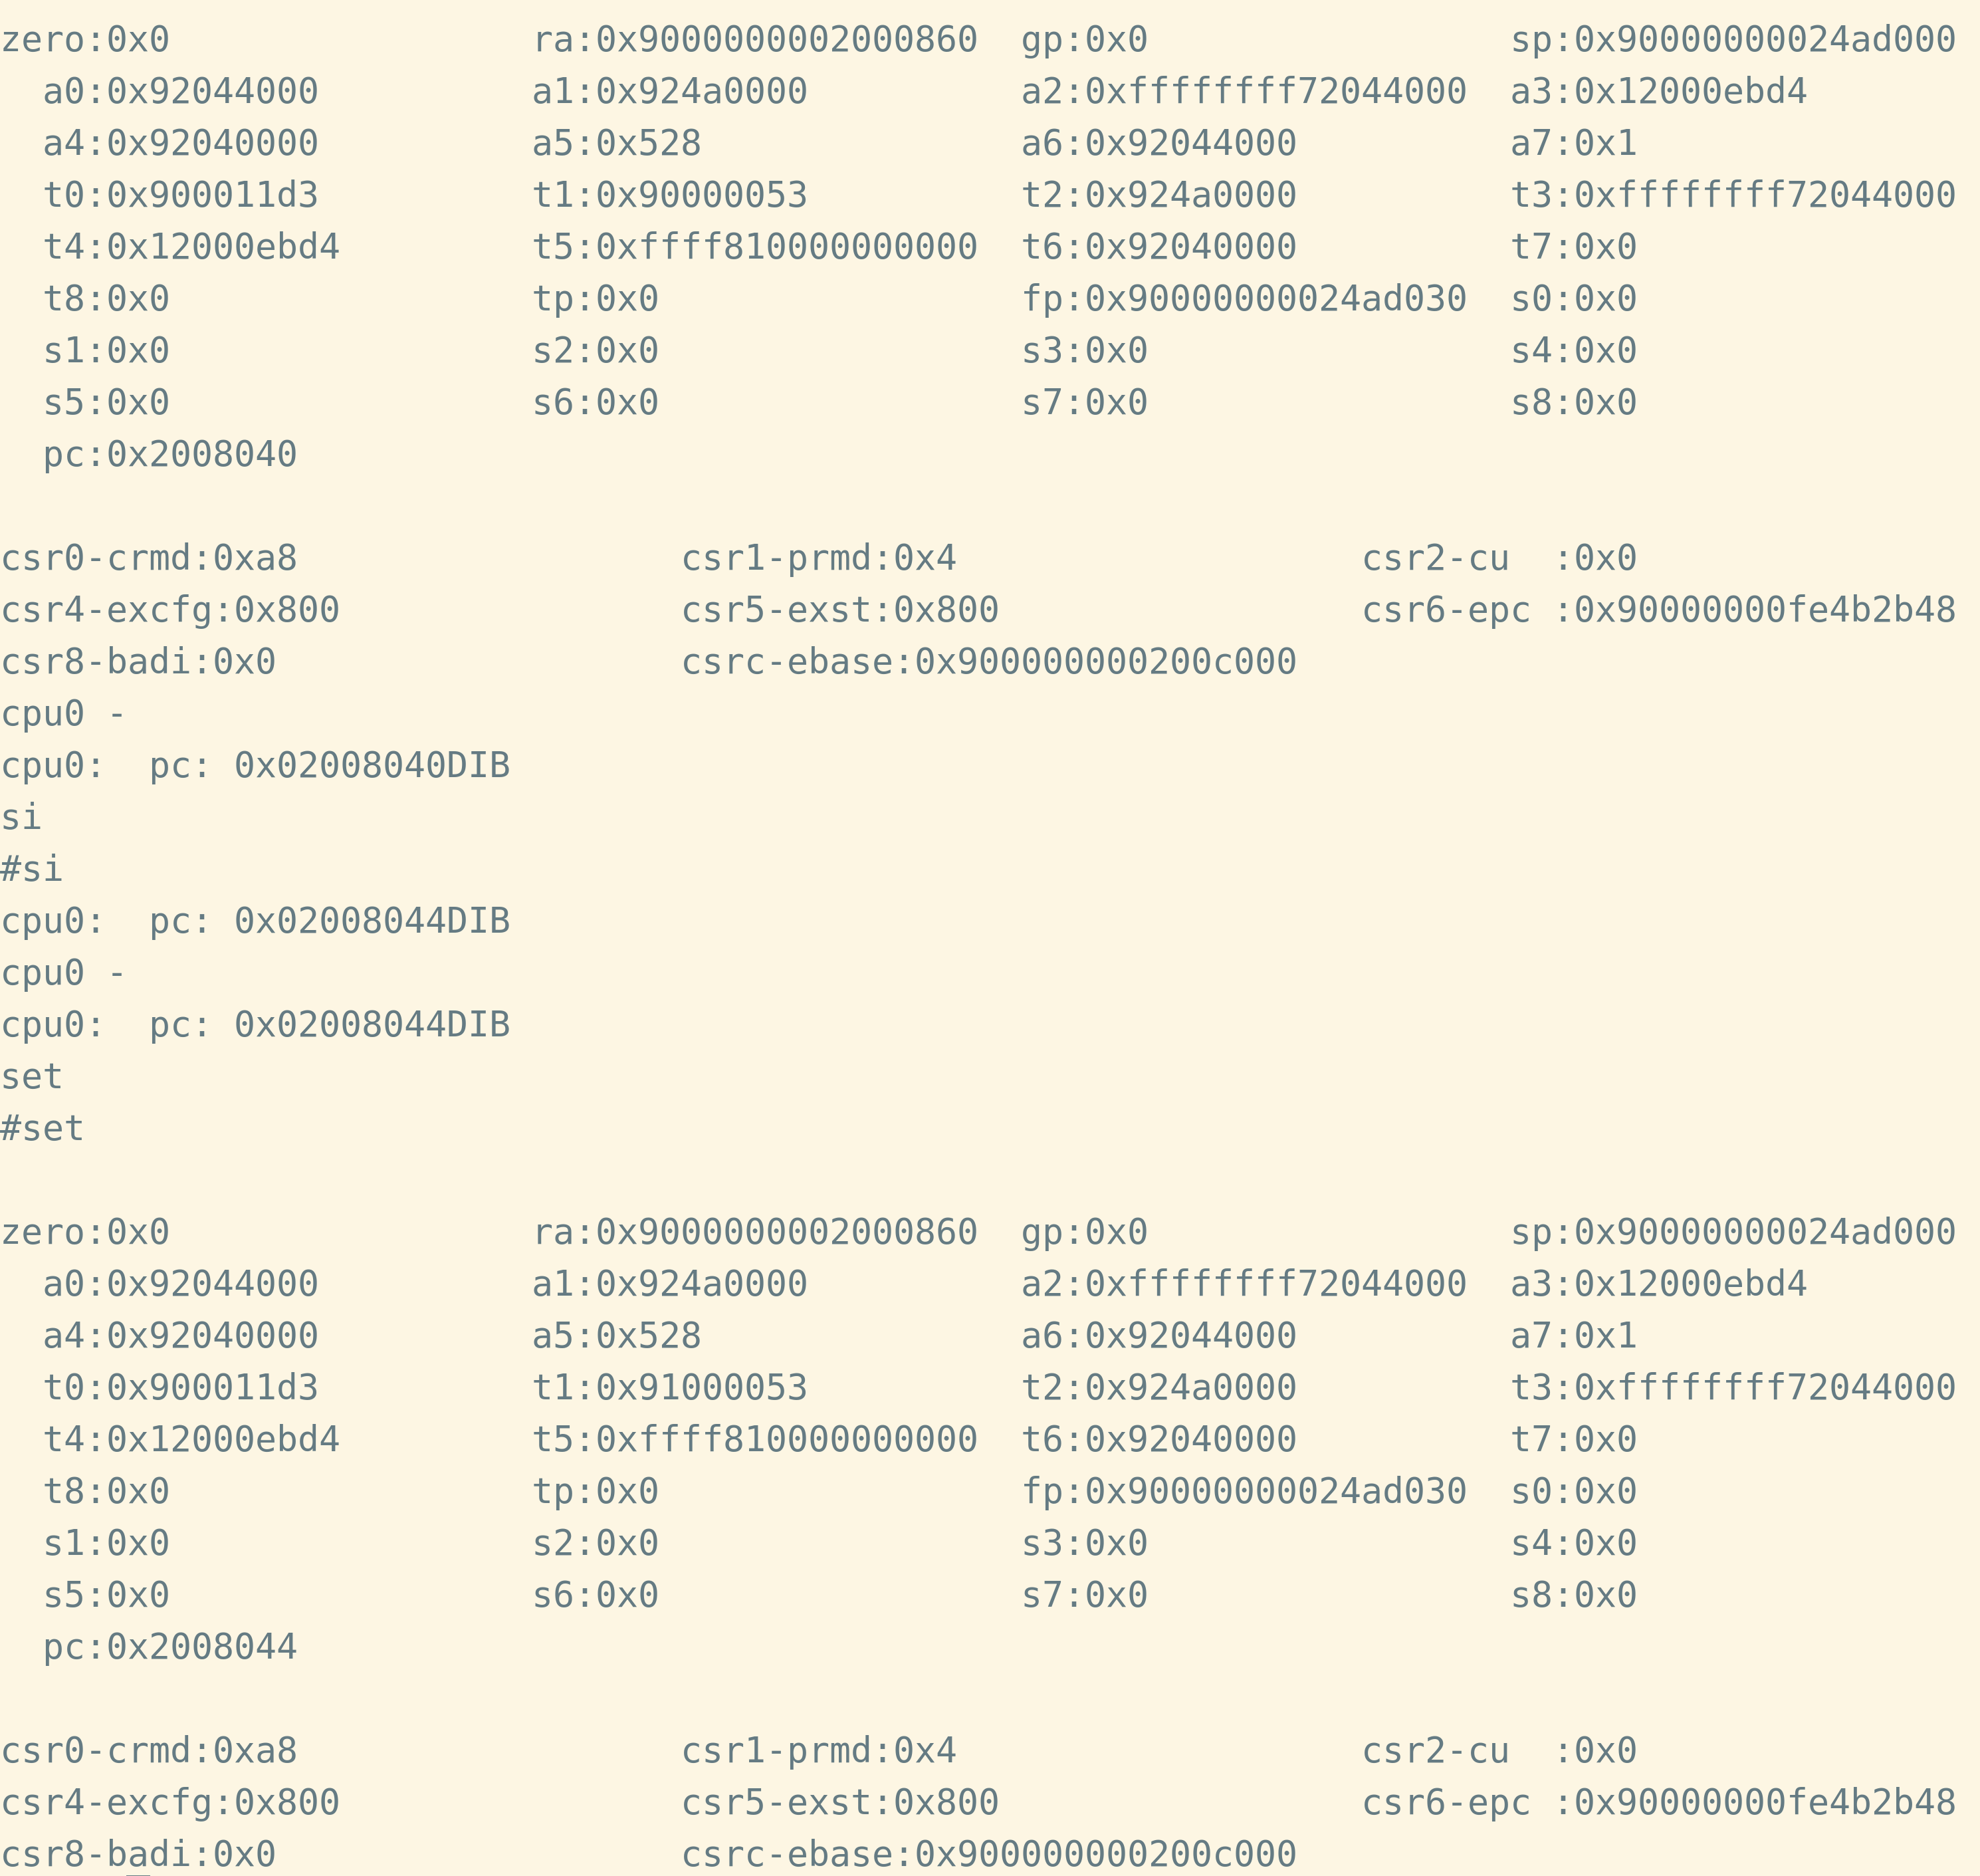 zero:0x0                 ra:0x9000000002000860  gp:0x0                 sp:0x90000000024ad000
  a0:0x92044000          a1:0x924a0000          a2:0xffffffff72044000  a3:0x12000ebd4
  a4:0x92040000          a5:0x528               a6:0x92044000          a7:0x1
  t0:0x900011d3          t1:0x90000053          t2:0x924a0000          t3:0xffffffff72044000
  t4:0x12000ebd4         t5:0xffff810000000000  t6:0x92040000          t7:0x0
  t8:0x0                 tp:0x0                 fp:0x90000000024ad030  s0:0x0
  s1:0x0                 s2:0x0                 s3:0x0                 s4:0x0
  s5:0x0                 s6:0x0                 s7:0x0                 s8:0x0
  pc:0x2008040

csr0-crmd:0xa8                  csr1-prmd:0x4                   csr2-cu  :0x0
csr4-excfg:0x800                csr5-exst:0x800                 csr6-epc :0x90000000fe4b2b48
csr8-badi:0x0                   csrc-ebase:0x900000000200c000
cpu0 -
cpu0:  pc: 0x02008040DIB
si
#si
cpu0:  pc: 0x02008044DIB
cpu0 -
cpu0:  pc: 0x02008044DIB
set
#set

zero:0x0                 ra:0x9000000002000860  gp:0x0                 sp:0x90000000024ad000
  a0:0x92044000          a1:0x924a0000          a2:0xffffffff72044000  a3:0x12000ebd4
  a4:0x92040000          a5:0x528               a6:0x92044000          a7:0x1
  t0:0x900011d3          t1:0x91000053          t2:0x924a0000          t3:0xffffffff72044000
  t4:0x12000ebd4         t5:0xffff810000000000  t6:0x92040000          t7:0x0
  t8:0x0                 tp:0x0                 fp:0x90000000024ad030  s0:0x0
  s1:0x0                 s2:0x0                 s3:0x0                 s4:0x0
  s5:0x0                 s6:0x0                 s7:0x0                 s8:0x0
  pc:0x2008044

csr0-crmd:0xa8                  csr1-prmd:0x4                   csr2-cu  :0x0
csr4-excfg:0x800                csr5-exst:0x800                 csr6-epc :0x90000000fe4b2b48
csr8-badi:0x0                   csrc-ebase:0x900000000200c000